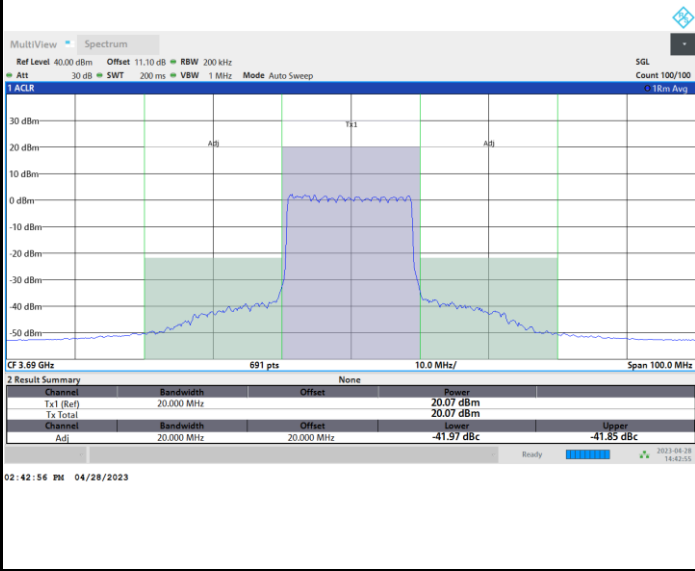 MultiView Spectrum
Ref Level 40.00 dBm Offset 11.10 dB RBW 200 kHz SGL
Att 30 dB SWT 200 ms VBW 1 MHz Mode Auto Sweep Count 100/100
1 ACLR 1Rm Avg
30 dBm
Tx1
20 dBm
Adj Adj
10 dBm
0 dBm
-10 dBm
-20 dBm
-30 dBm
-40 dBm
-50 dBm
CF 3.69 GHz 691 pts 10.0 MHz/ Span 100.0 MHz
2 Result Summary None
Channel Bandwidth Offset Power
Tx1 (Ref) 20.000 MHz 20.07 dBm
Tx Total 20.07 dBm
Channel Bandwidth Offset Lower Upper
Adj 20.000 MHz 20.000 MHz -41.97 dBc -41.85 dBc
Ready 2023-04-28
14:42:55
02:42:56 PM 04/28/2023